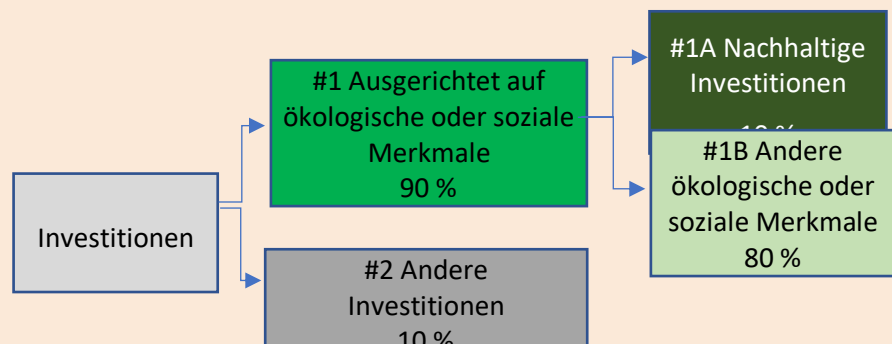 Investitionen
#1 Ausgerichtet auf
ökologische oder soziale
Merkmale
90 %
#2 Andere
Investitionen
10 %
#1A Nachhaltige
Investitionen
#1B Andere
ökologische oder
soziale Merkmale
80 %